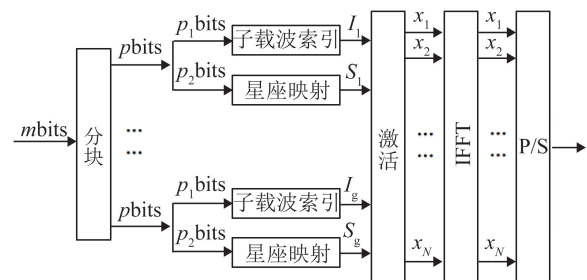 mbits
分块
pbits
p₁bits
子载波索引
I₁
p₂bits
星座映射
S₁
...
...
pbits
p₁bits
子载波索引
I_g
p₂bits
星座映射
S_g
激活
x₁
x₂
...
...
x_N
IFFT
x₁
x₂
...
...
x_N
P/S